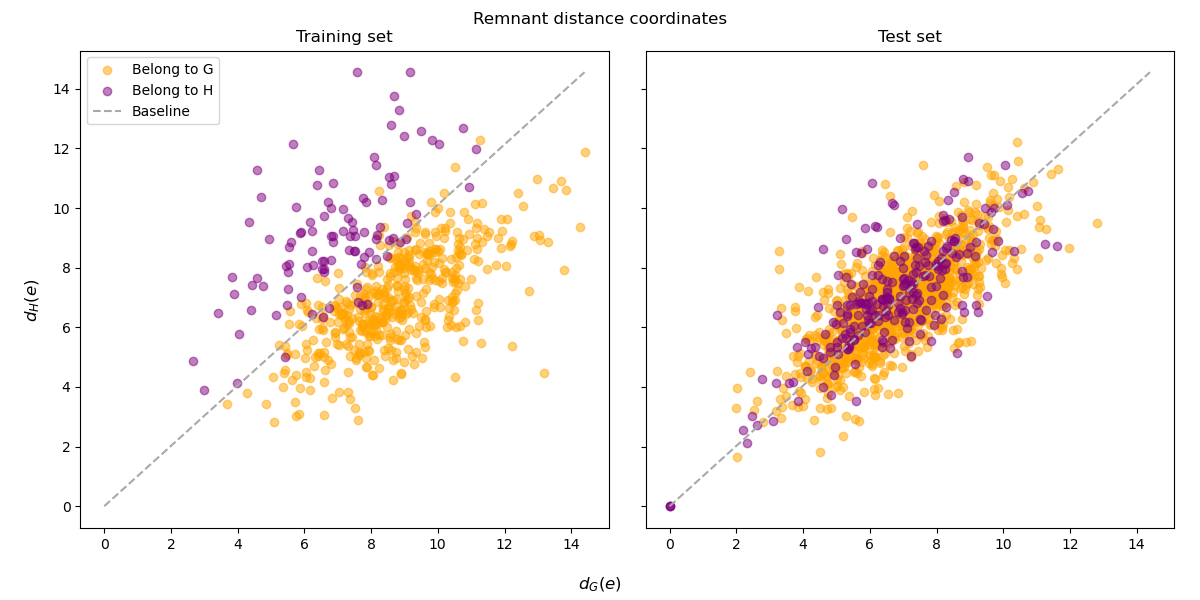 Remnant distance coordinates
Training set
Test set
Belong to G
Belong to H
Baseline
14
12
10
8
6
4
2
0
d_H(e)
0 2 4 6 8 10 12 14
0 2 4 6 8 10 12 14
d_G(e)